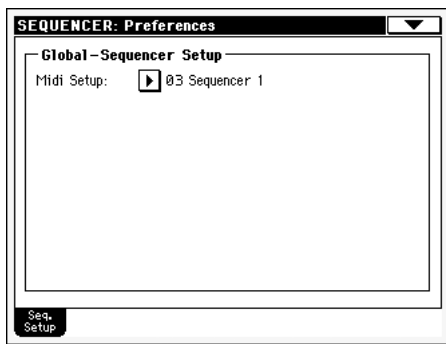 SEQUENCER: Preferences
Global-Sequencer Setup
Midi Setup: 03 Sequencer 1
Seq.
Setup